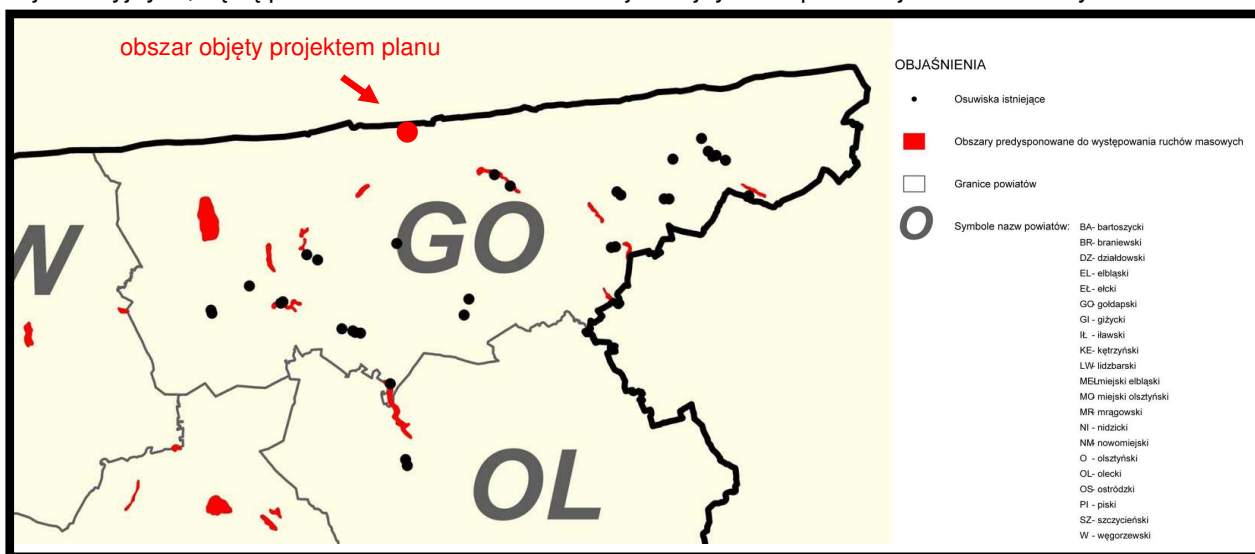 obszar objęty projektem planu
W
GO
OL
OBJAŚNIENIA
Osuwiska istniejące
Obszary predysponowane do występowania ruchów masowych
Granice powiatów
O Symbole nazw powiatów: BA- bartoszycki
BR- braniewski
DZ- działdowski
EL- elbląski
EŁ- ełcki
GO- gołdapski
GI - giżycki
IŁ - iławski
KE- kętrzyński
LW- lidzbarski
MEL- miejski elbląski
MO- miejski olsztyński
MR- mrągowski
NI - nidzicki
NM- nowomiejski
O - olsztyński
OL- olecki
OS- ostródzki
PI - piski
SZ- szczycieński
W - węgorzewski